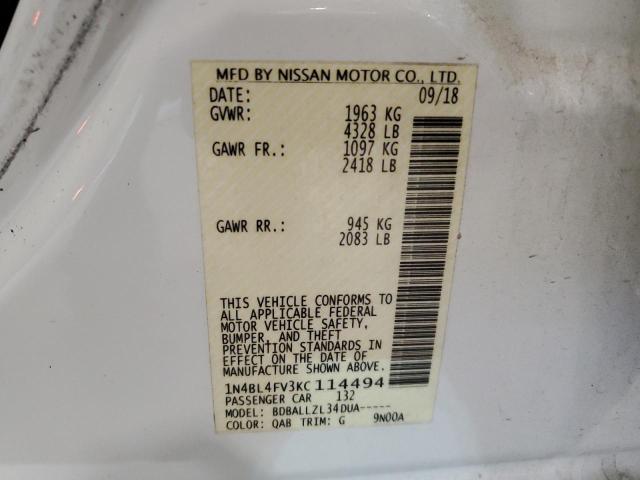 MFD BY NISSAN MOTOR CO., LTD.
DATE: 09/18
GVWR: 1963 KG
4328 LB
GAWR FR.: 1097 KG
2418 LB
GAWR RR.: 945 KG
2083 LB
THIS VEHICLE CONFORMS TO
ALL APPLICABLE FEDERAL
MOTOR VEHICLE SAFETY,
BUMPER, AND THEFT
PREVENTION STANDARDS IN
EFFECT ON THE DATE OF
MANUFACTURE SHOWN ABOVE.
1N4BL4FV3KC114494
PASSENGER CAR 132
MODEL: BDBALLZL34DUA-----
COLOR: QAB TRIM: G 9N00A